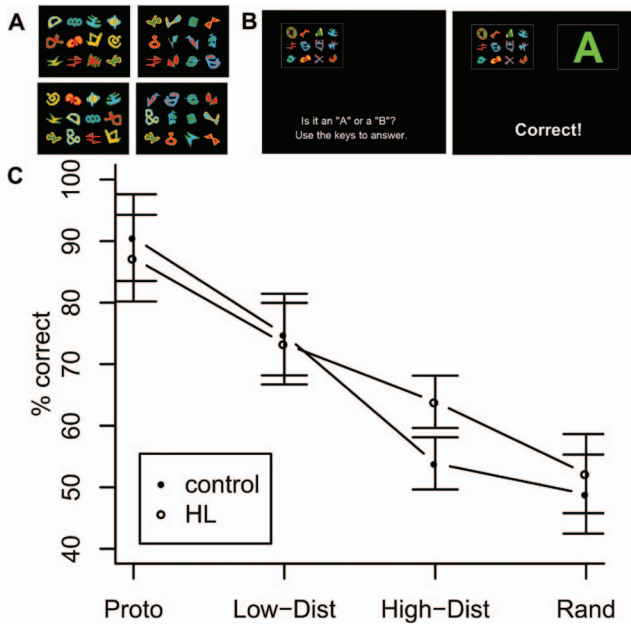 A
B
Is it an "A" or a "B"?
Use the keys to answer.
A
Correct!
C
% correct
100
90
80
70
60
50
40
control
HL
Proto Low-Dist High-Dist Rand